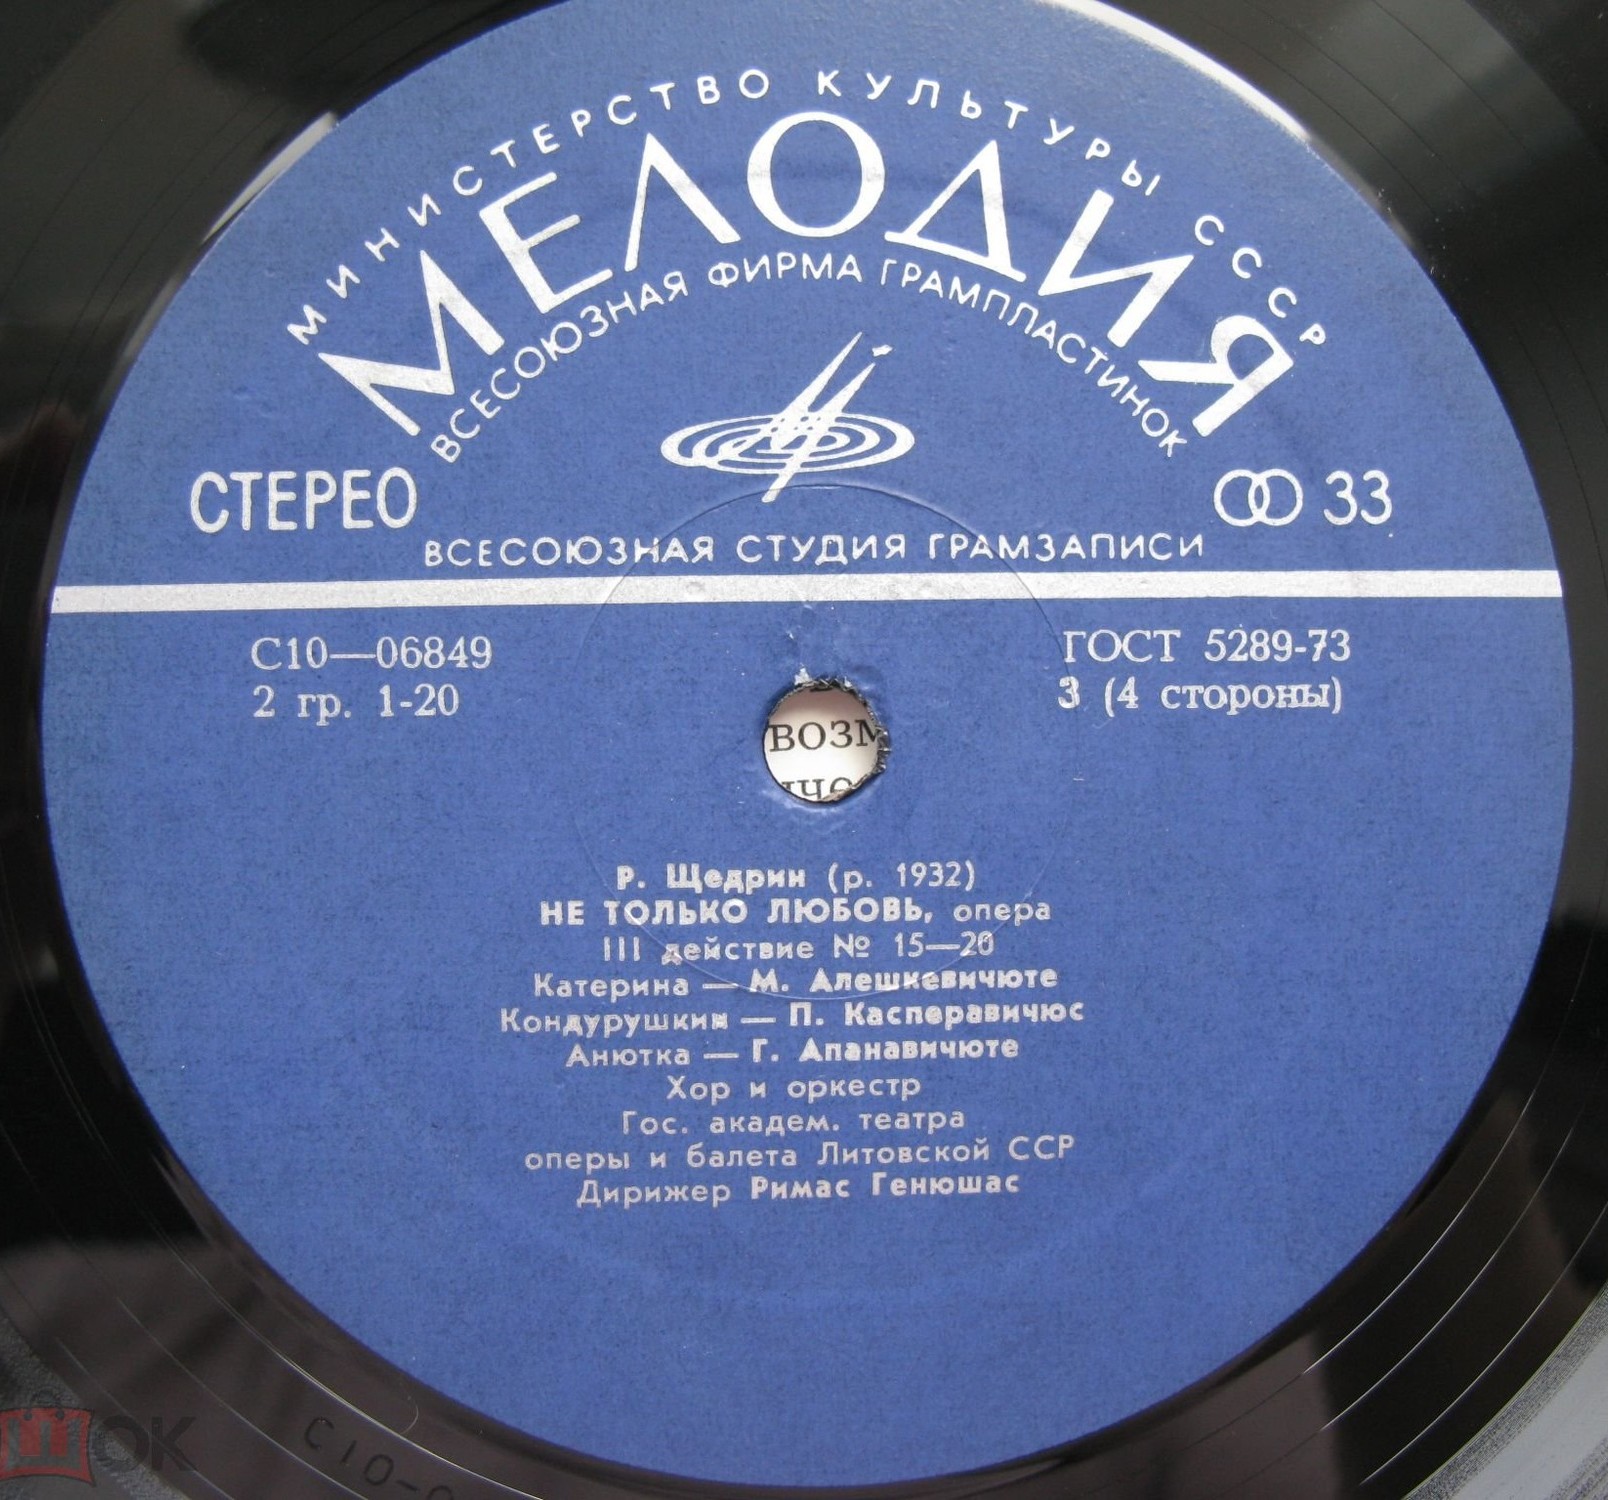 МИНИСТЕРСТВО КУЛЬТУРЫ СССР
МЕЛОДИЯ
ВСЕСОЮЗНАЯ ФИРМА ГРАМПЛАСТИНОК
СТЕРЕО
33
ВСЕСОЮЗНАЯ СТУДИЯ ГРАМЗАПИСИ
С10—06849
ГОСТ 5289-73
2 гр. 1-20
3 (4 стороны)
ВОЗМ
Р. Щедрин (р. 1932)
НЕ ТОЛЬКО ЛЮБОВЬ, опера
III действие № 15—20
Катерина — М. Алешкевичюте
Кондурушкин — П. Касперавичюс
Анютка — Г. Апанавичюте
Хор и оркестр
Гос. академ. театра
оперы и балета Литовской ССР
Дирижер Римас Генюшас
ШОК